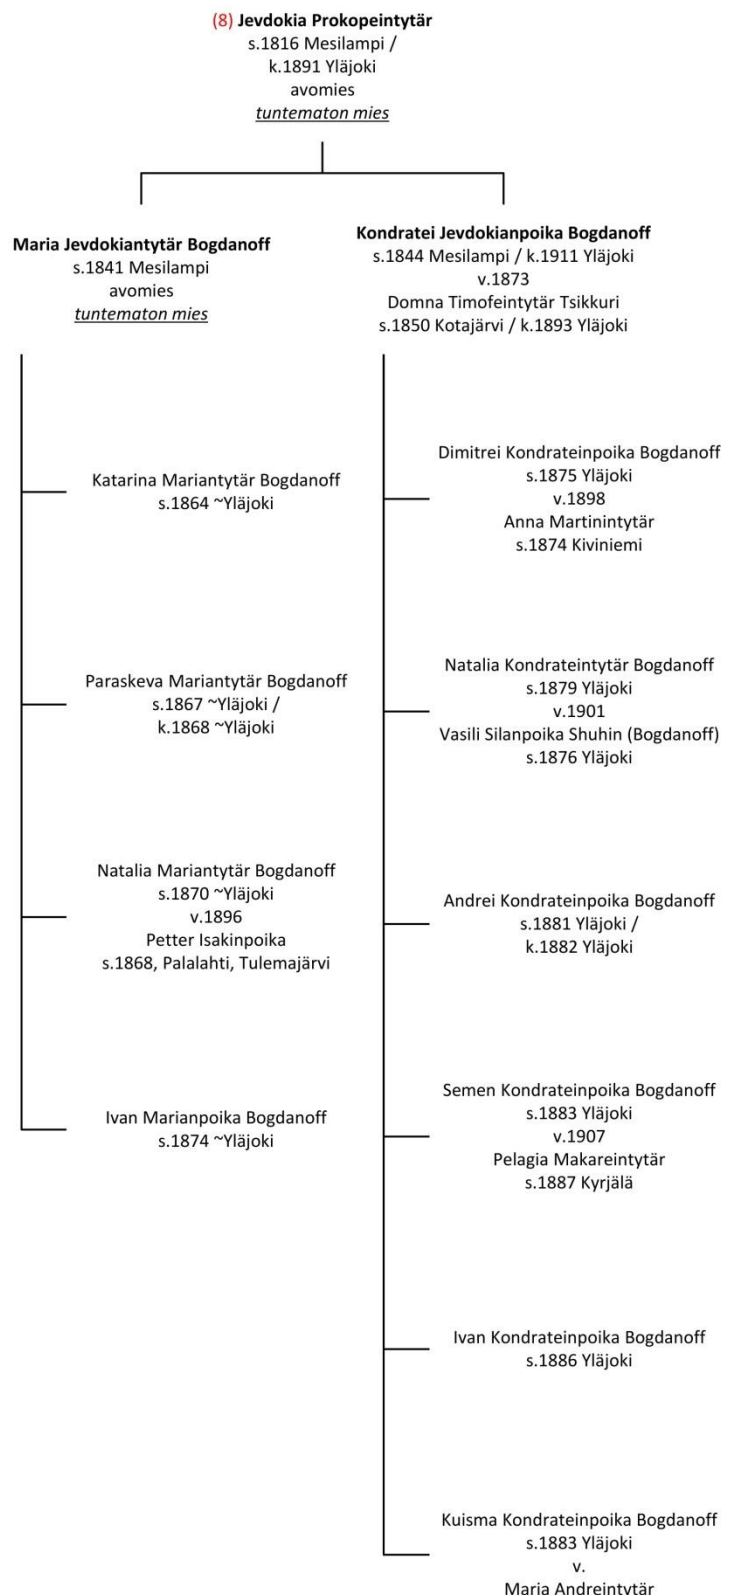 (8) Jevdokia Prokopeintytär
s.1816 Mesilampi /
k.1891 Yläjoki
avomies
tuntematon mies
Maria Jevdokiantytär Bogdanoff
s.1841 Mesilampi
avomies
tuntematon mies
Kondratei Jevdokianpoika Bogdanoff
s.1844 Mesilampi / k.1911 Yläjoki
v.1873
Domna Timofeintytär Tsikkuri
s.1850 Kotajärvi / k.1893 Yläjoki
Katarina Mariantytär Bogdanoff
s.1864 ~Yläjoki
Paraskeva Mariantytär Bogdanoff
s.1867 ~Yläjoki /
k.1868 ~Yläjoki
Natalia Mariantytär Bogdanoff
s.1870 ~Yläjoki
v.1896
Petter Isakinpoika
s.1868, Palalahti, Tulemajärvi
Ivan Marianpoika Bogdanoff
s.1874 ~Yläjoki
Dimitrei Kondrateinpoika Bogdanoff
s.1875 Yläjoki
v.1898
Anna Martinintytär
s.1874 Kiviniemi
Natalia Kondrateintytär Bogdanoff
s.1879 Yläjoki
v.1901
Vasili Silanpoika Shuhin (Bogdanoff)
s.1876 Yläjoki
Andrei Kondrateinpoika Bogdanoff
s.1881 Yläjoki /
k.1882 Yläjoki
Semen Kondrateinpoika Bogdanoff
s.1883 Yläjoki
v.1907
Pelagia Makareintytär
s.1887 Kyrjälä
Ivan Kondrateinpoika Bogdanoff
s.1886 Yläjoki
Kuisma Kondrateinpoika Bogdanoff
s.1883 Yläjoki
v.
Maria Andreintytär